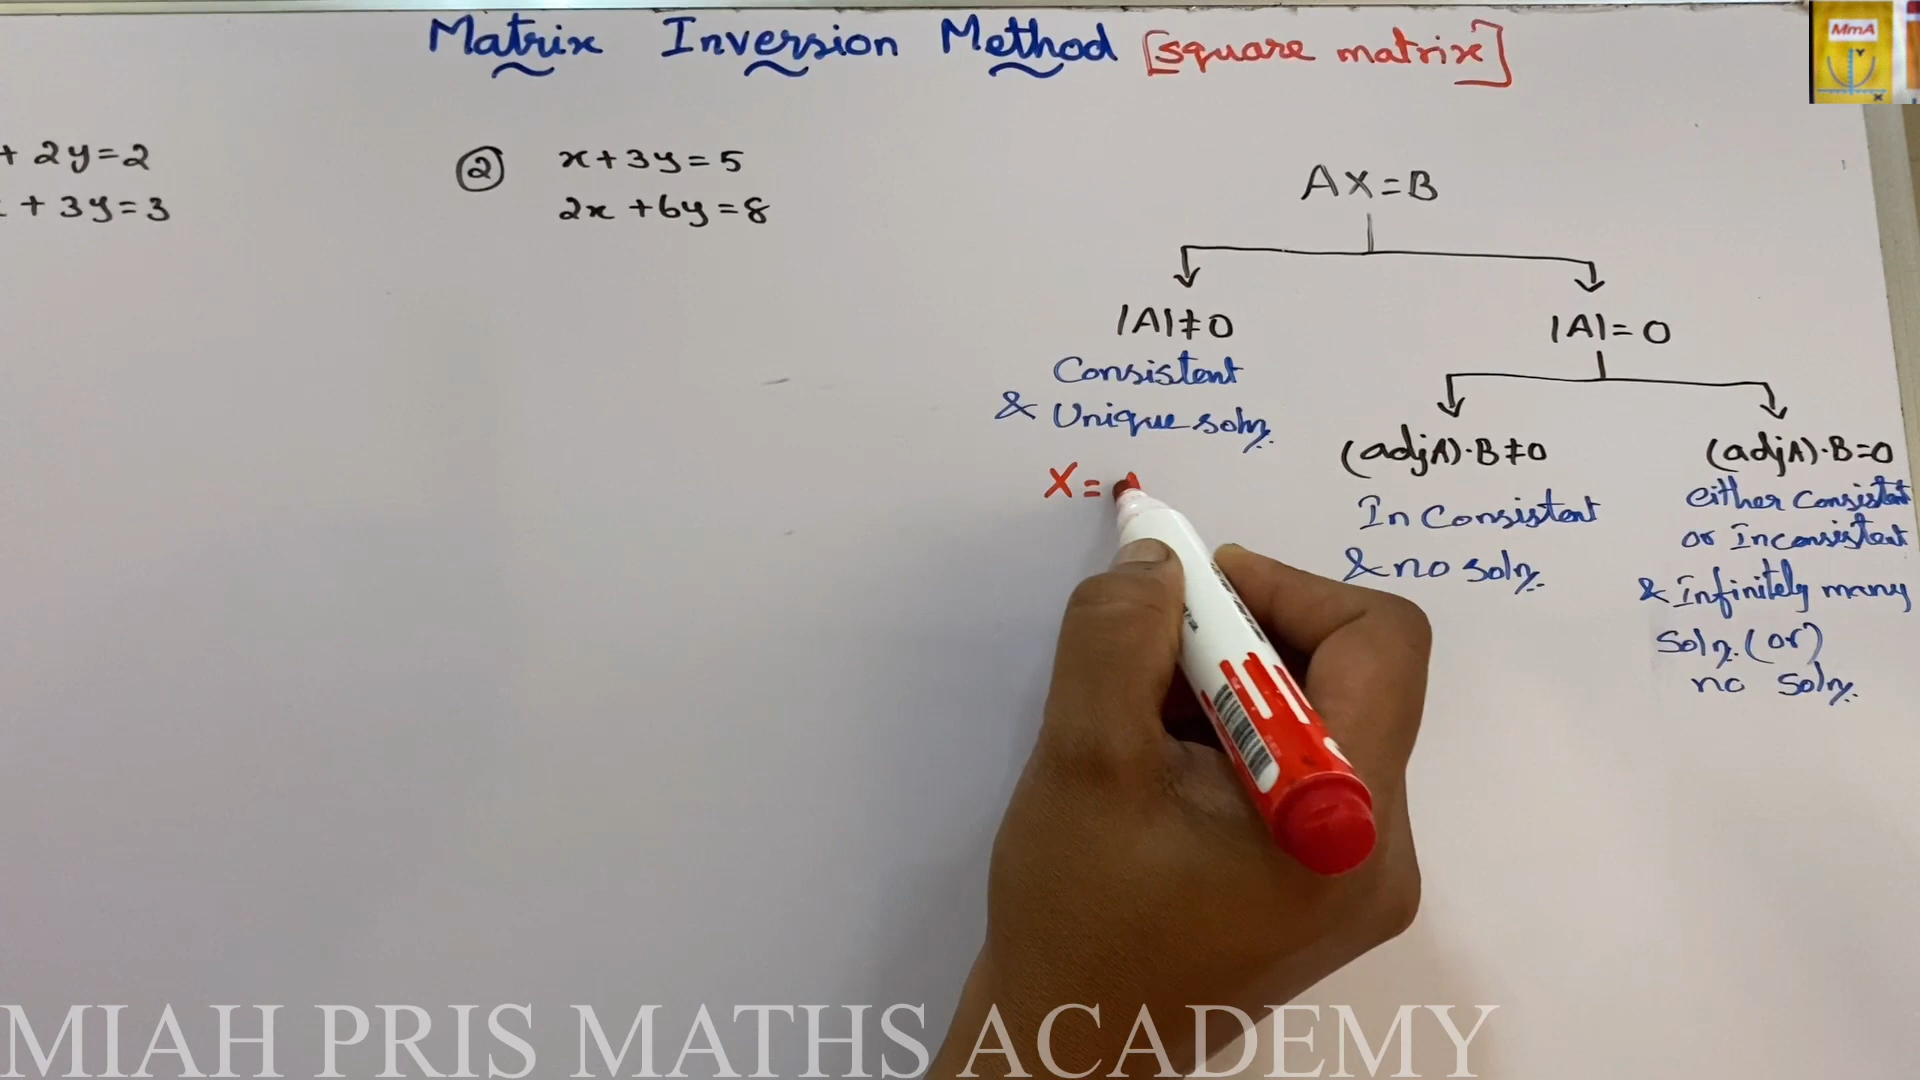 Matrix Inversion Method [square matrix]
MmA
Y
X
+ 2y=2
+ 3y=3
② x+3y=5
2x+6y=8
AX=B
|A|≠0
Consistent
& Unique soln.
X=
|A|=0
(adjA)·B≠0
InConsistent
& no soln.
(adjA)·B=0
either Consistent
or Inconsistent
& Infinitely many
Soln. (or)
no Soln.
MIAH PRIS MATHS ACADEMY